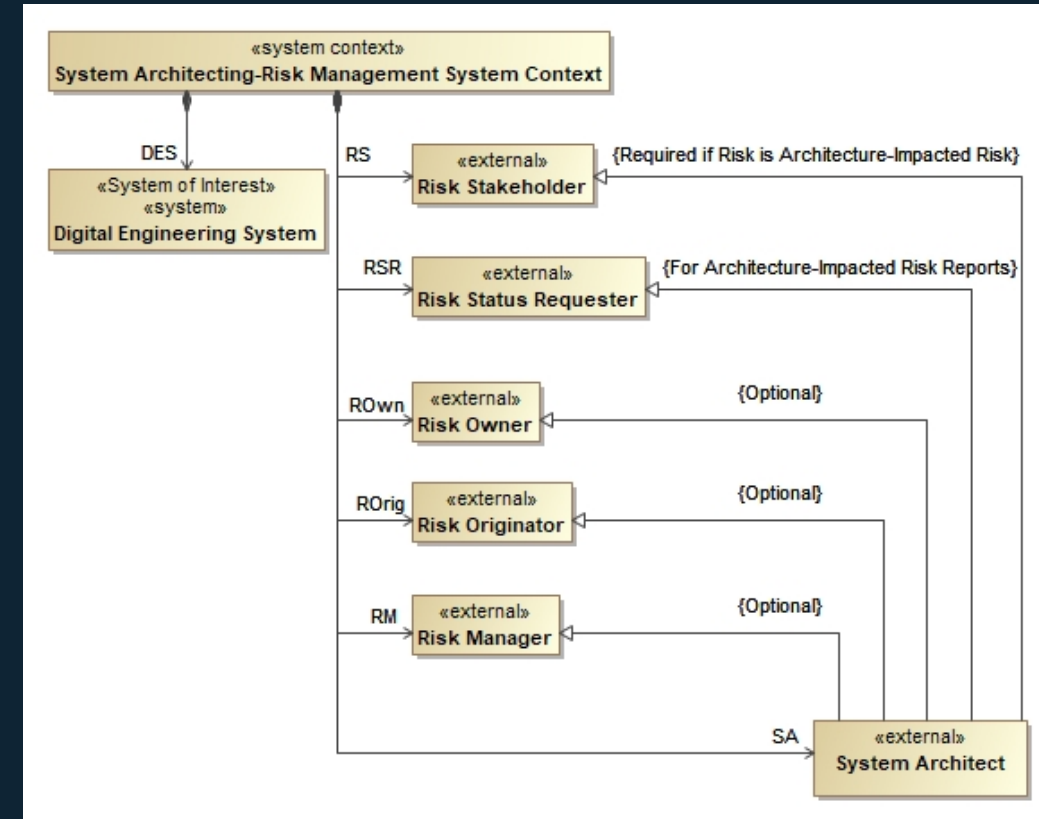 «system context»
System Architecting-Risk Management System Context
DES
«System of Interest»
«system»
Digital Engineering System
RS
«external»
Risk Stakeholder
{Required if Risk is Architecture-Impacted Risk}
RSR
«external»
Risk Status Requester
{For Architecture-Impacted Risk Reports}
ROwn
«external»
Risk Owner
{Optional}
ROrig
«external»
Risk Originator
{Optional}
RM
«external»
Risk Manager
{Optional}
SA
«external»
System Architect